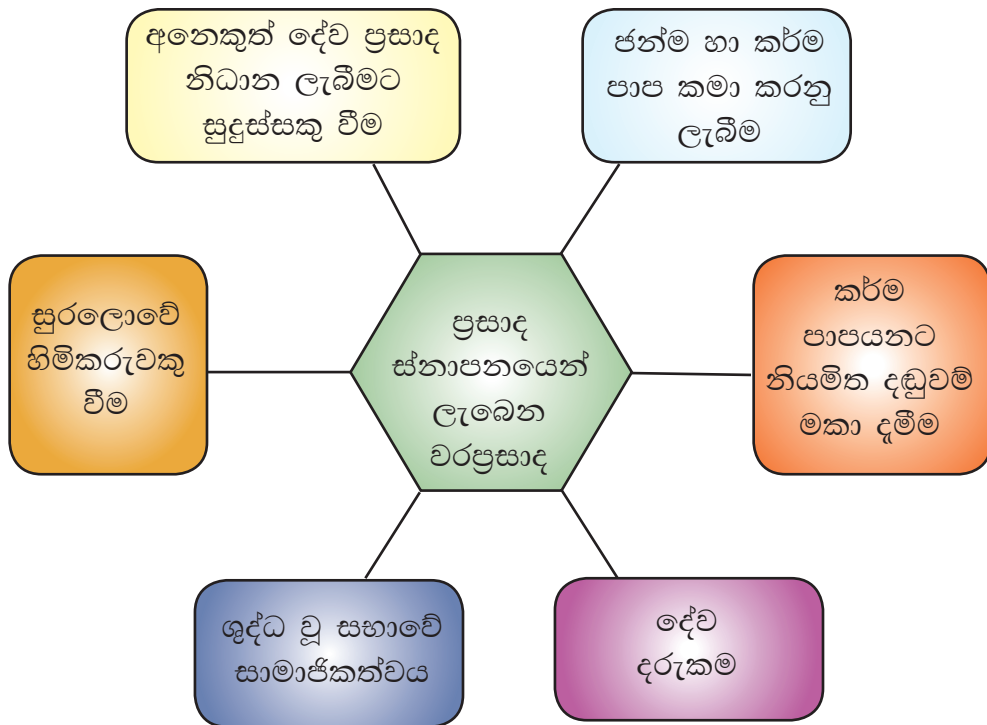 අනෙකුත් දේව ප්‍රසාද
නිධාන ලැබීමට
සුදුස්සකු වීම
ජන්ම හා කර්ම
පාප කමා කරනු
ලැබීම
සුරලොවේ
හිමිකරුවකු
වීම
ප්‍රසාද
ස්නාපනයෙන්
ලැබෙන
වරප්‍රසාද
කර්ම
පාපයනට
නියමිත දඬුවම්
මකා දැමීම
ශුද්ධ වූ සභාවේ
සාමාජිකත්වය
දේව
දරුකම